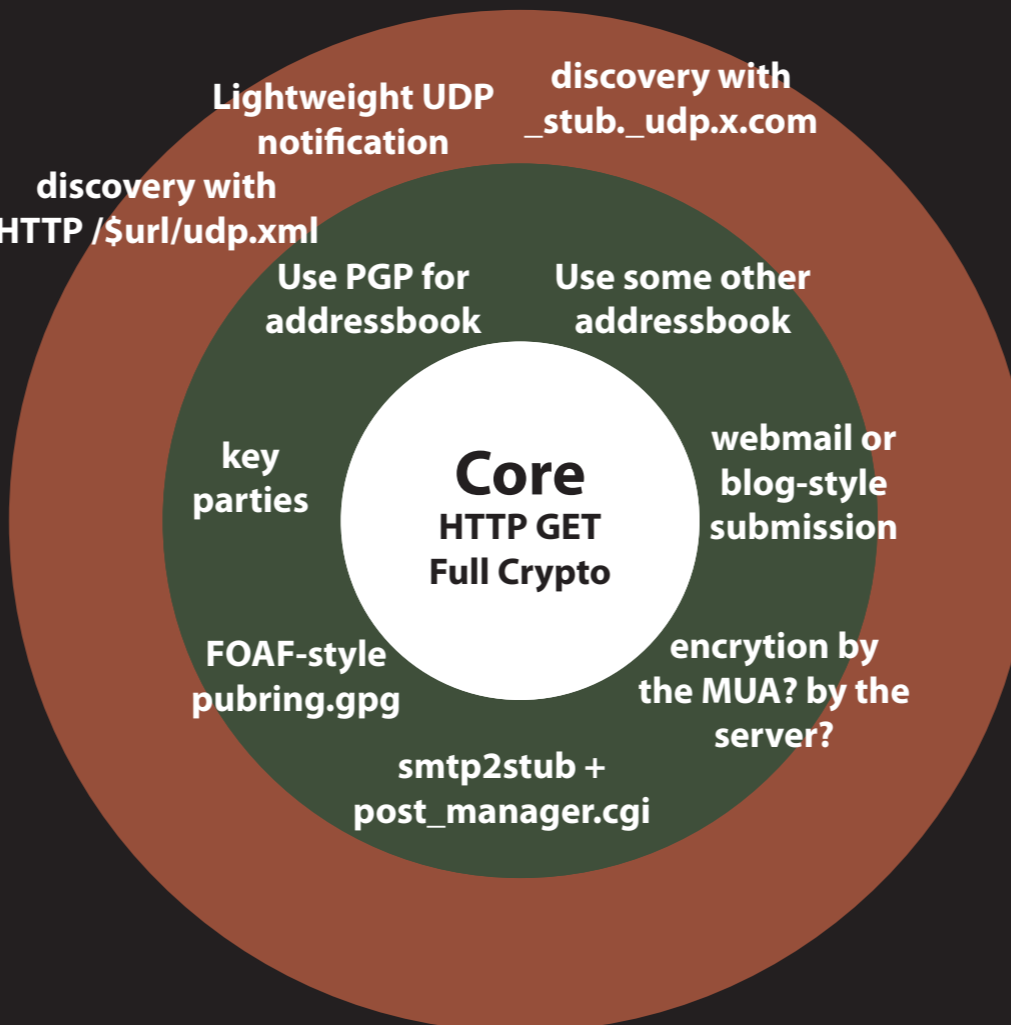 Lightweight UDP
notification
discovery with
_stub._udp.x.com
discovery with
HTTP /$url/udp.xml
Use PGP for
addressbook
Use some other
addressbook
key
parties
Core
HTTP GET
Full Crypto
webmail or
blog-style
submission
FOAF-style
pubring.gpg
encrytion by
the MUA? by the
server?
smtp2stub +
post_manager.cgi